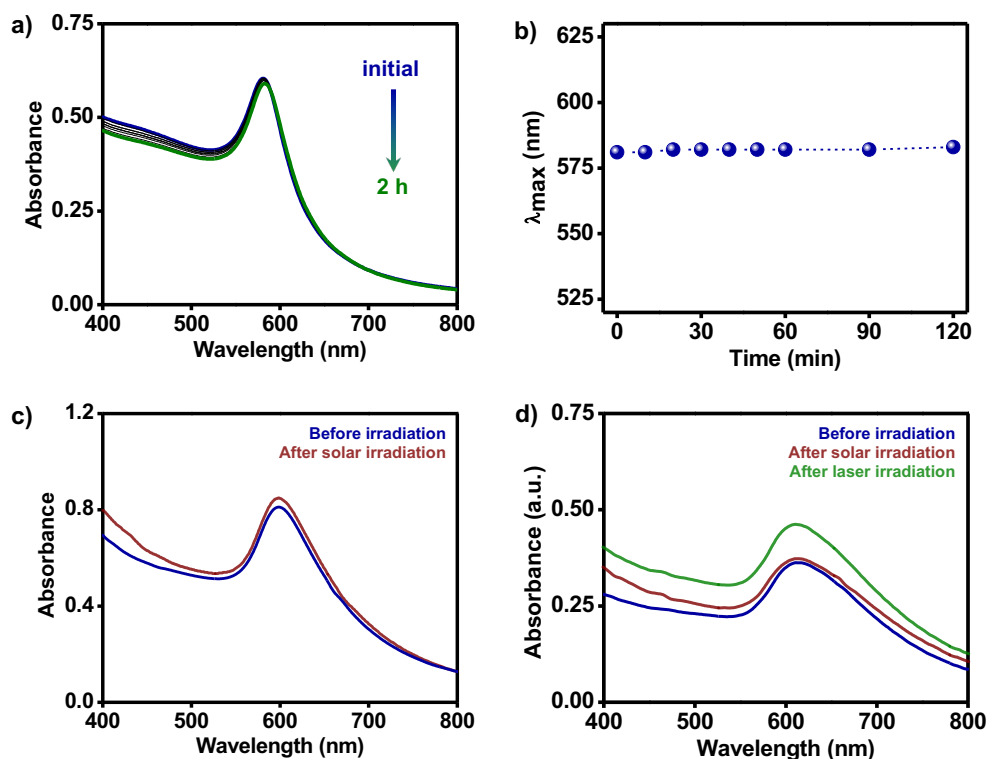 a)
0.75
0.50
0.25
0.00
Absorbance
initial
2 h
400 500 600 700 800
Wavelength (nm)
b)
625
600
575
550
525
λmax (nm)
0 30 60 90 120
Time (min)
c)
1.2
0.8
0.4
0.0
Absorbance
Before irradiation
After solar irradiation
400 500 600 700 800
Wavelength (nm)
d)
0.75
0.50
0.25
0.00
Absorbance (a.u.)
Before irradiation
After solar irradiation
After laser irradiation
400 500 600 700 800
Wavelength (nm)